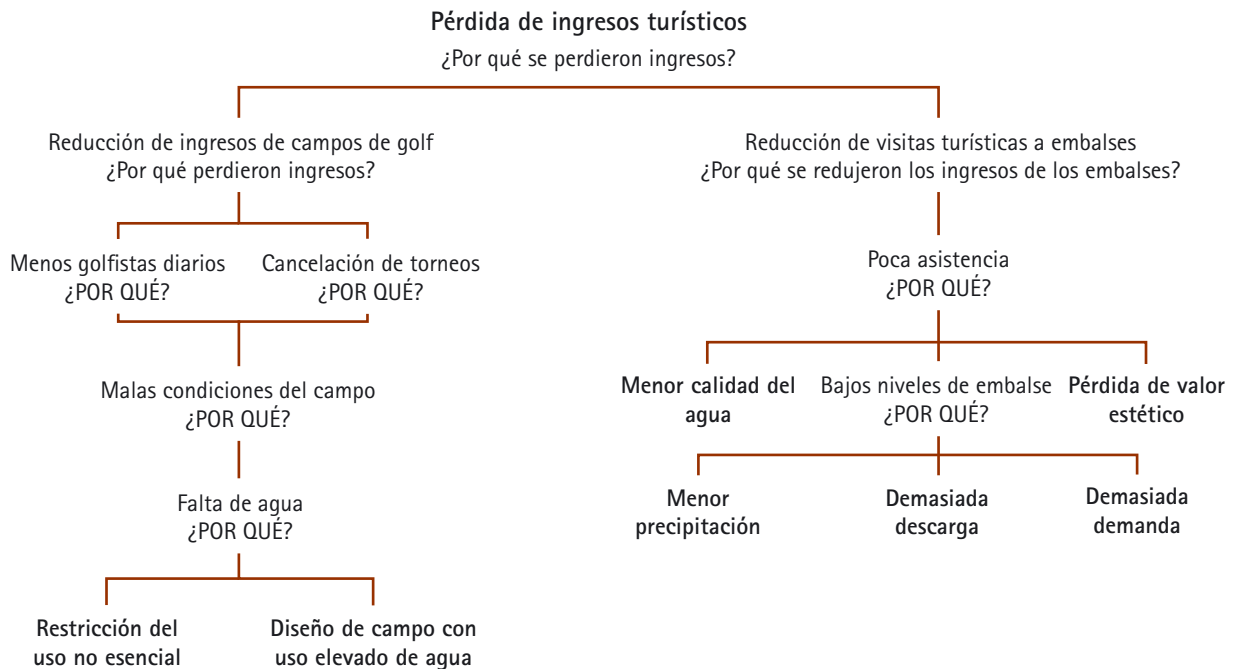 Pérdida de ingresos turísticos
¿Por qué se perdieron ingresos?
Reducción de ingresos de campos de golf
¿Por qué perdieron ingresos?
Reducción de visitas turísticas a embalses
¿Por qué se redujeron los ingresos de los embalses?
Menos golfistas diarios
¿POR QUÉ?
Cancelación de torneos
¿POR QUÉ?
Poca asistencia
¿POR QUÉ?
Malas condiciones del campo
¿POR QUÉ?
Menor calidad del
agua
Bajos niveles de embalse
¿POR QUÉ?
Pérdida de valor
estético
Falta de agua
¿POR QUÉ?
Menor
precipitación
Demasiada
descarga
Demasiada
demanda
Restricción del
uso no esencial
Diseño de campo con
uso elevado de agua